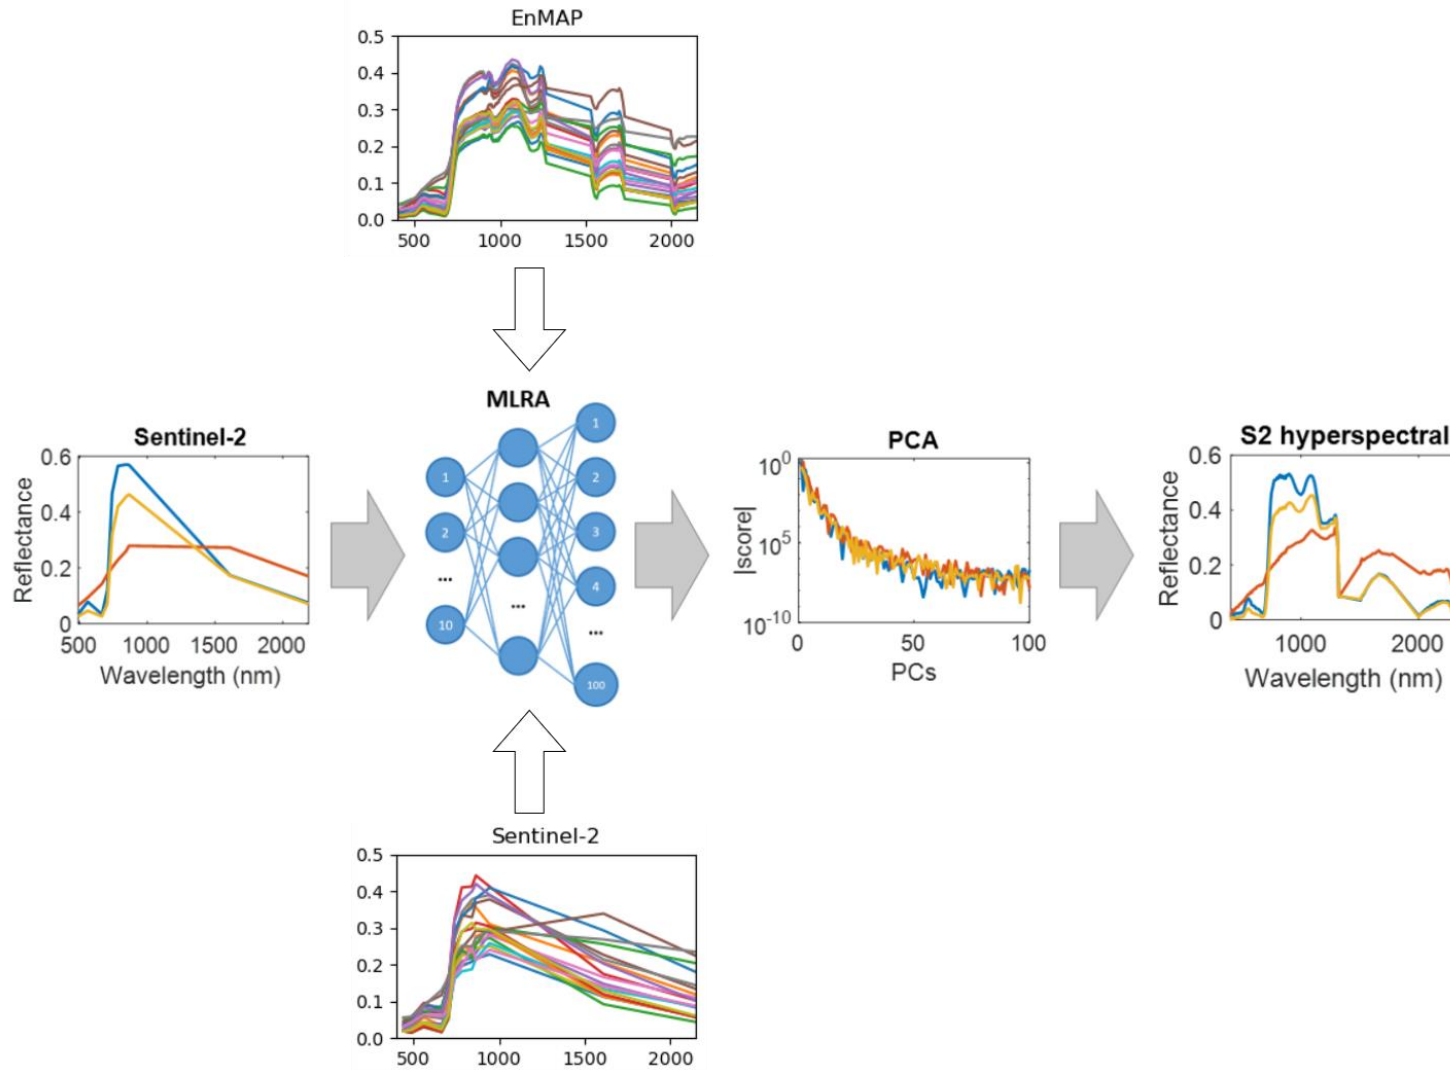 EnMAP
0.5
0.4
0.3
0.2
0.1
0.0
500 1000 1500 2000
MLRA
1
2
...
10
...
1
2
3
4
...
100
Sentinel-2
Reflectance
0.6
0.4
0.2
0
500 1000 1500 2000
Wavelength (nm)
PCA
|score|
10^0
10^5
10^-10
0 50 100
PCs
S2 hyperspectral
Reflectance
0.6
0.4
0.2
0
1000 2000
Wavelength (nm)
Sentinel-2
0.5
0.4
0.3
0.2
0.1
0.0
500 1000 1500 2000